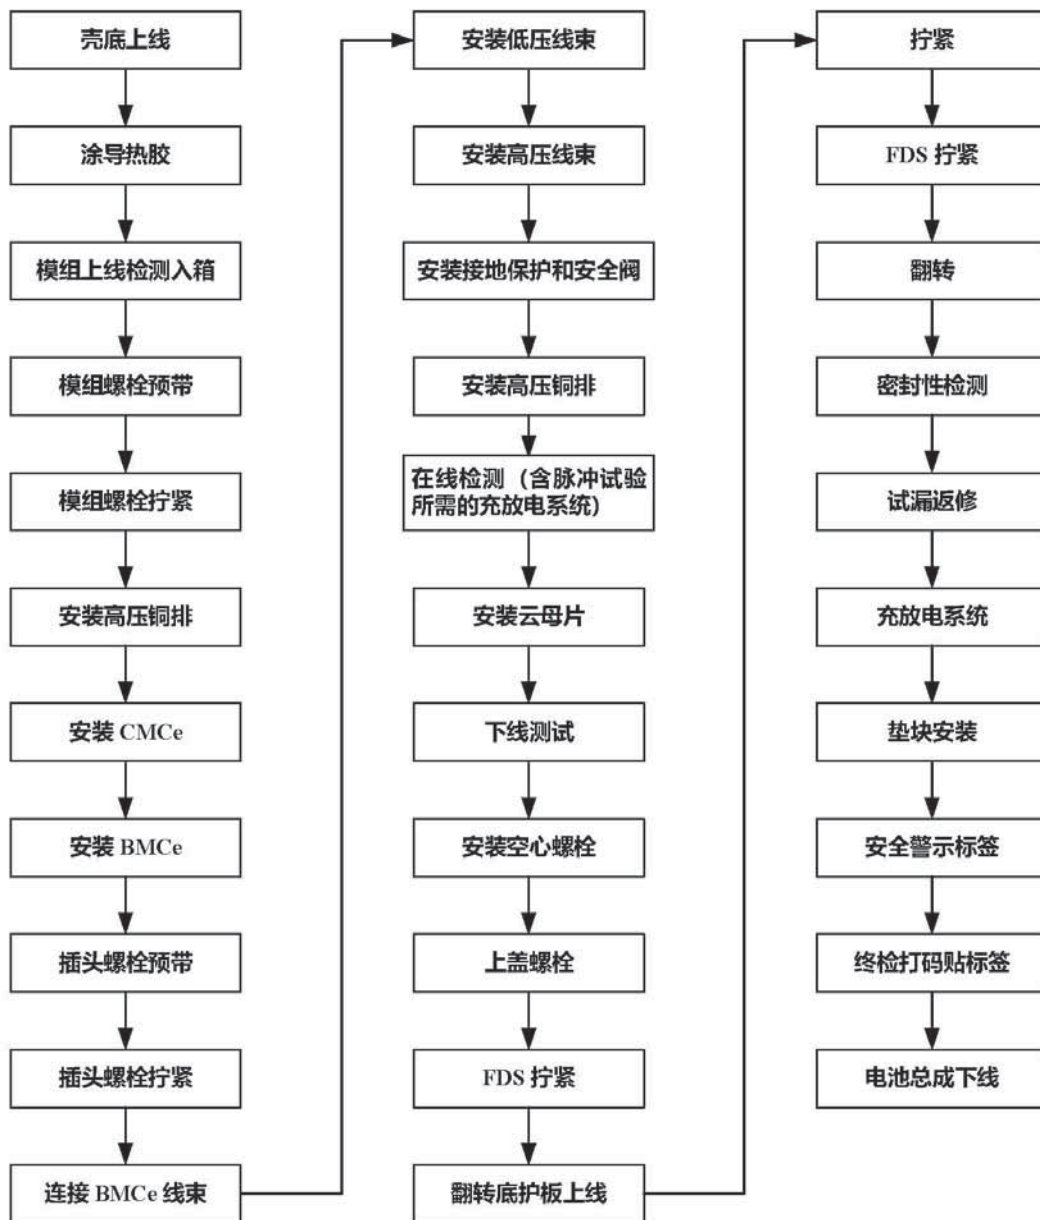 壳底上线
涂导热胶
模组上线检测入箱
模组螺栓预带
模组螺栓拧紧
安装高压铜排
安装 CMCe
安装 BMCe
插头螺栓预带
插头螺栓拧紧
连接 BMCe 线束
安装低压线束
安装高压线束
安装接地保护和安全阀
安装高压铜排
在线检测（含脉冲试验
所需的充放电系统）
安装云母片
下线测试
安装空心螺栓
上盖螺栓
FDS 拧紧
翻转底护板上线
拧紧
FDS 拧紧
翻转
密封性检测
试漏返修
充放电系统
垫块安装
安全警示标签
终检打码贴标签
电池总成下线